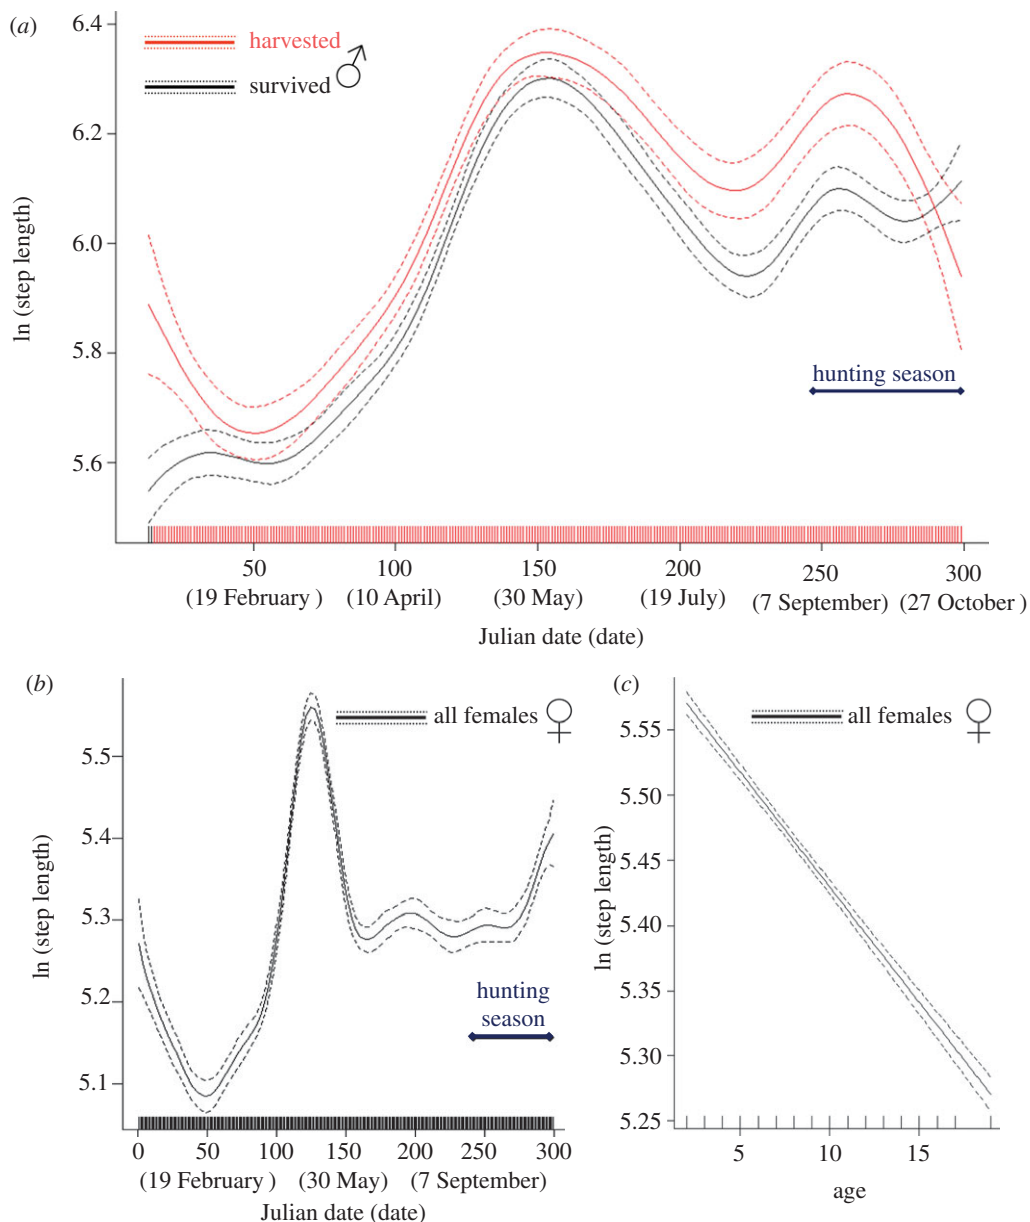 (a)
harvested
survived ♂
6.4
6.2
6.0
5.8
5.6
ln (step length)
hunting season
50 100 150 200 250 300
(19 February ) (10 April) (30 May) (19 July) (7 September) (27 October )
Julian date (date)
(b)
all females ♀
5.5
5.4
5.3
5.2
5.1
ln (step length)
hunting
season
0 50 100 150 200 250 300
(19 February ) (30 May) (7 September)
Julian date (date)
(c)
all females ♀
5.55
5.50
5.45
5.40
5.35
5.30
5.25
ln (step length)
5 10 15
age